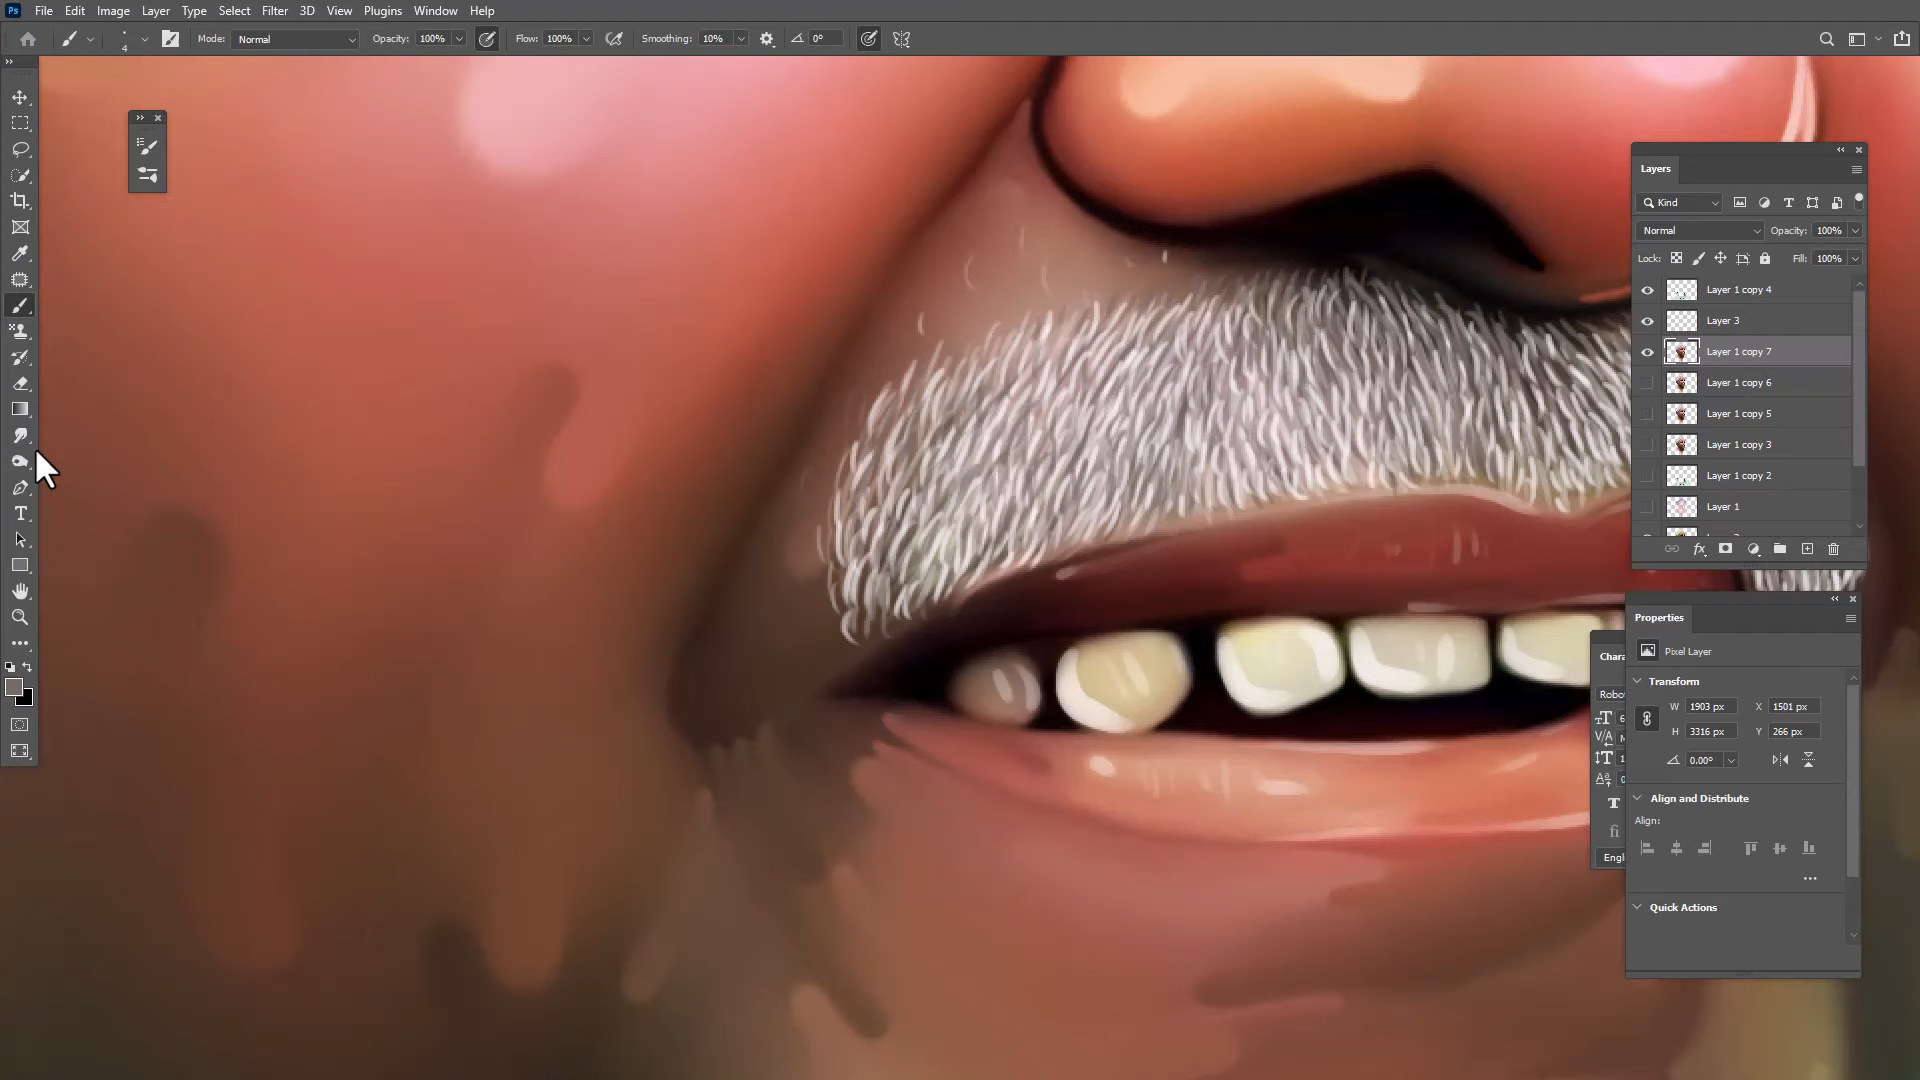 Ps File Edit Image Layer Type Select Filter 3D View Plugins Window Help
4 Mode: Normal Opacity: 100% Flow: 100% Smoothing: 10% 0°
Layers
Kind
Normal Opacity: 100%
Lock: Fill: 100%
Layer 1 copy 4
Layer 3
Layer 1 copy 7
Layer 1 copy 6
Layer 1 copy 5
Layer 1 copy 3
Layer 1 copy 2
Layer 1
fx
Properties
Pixel Layer
Transform
W 1903 px X 1501 px
H 3316 px Y 266 px
0.00°
Align and Distribute
Align:
Quick Actions
Chara
Robot
Engl